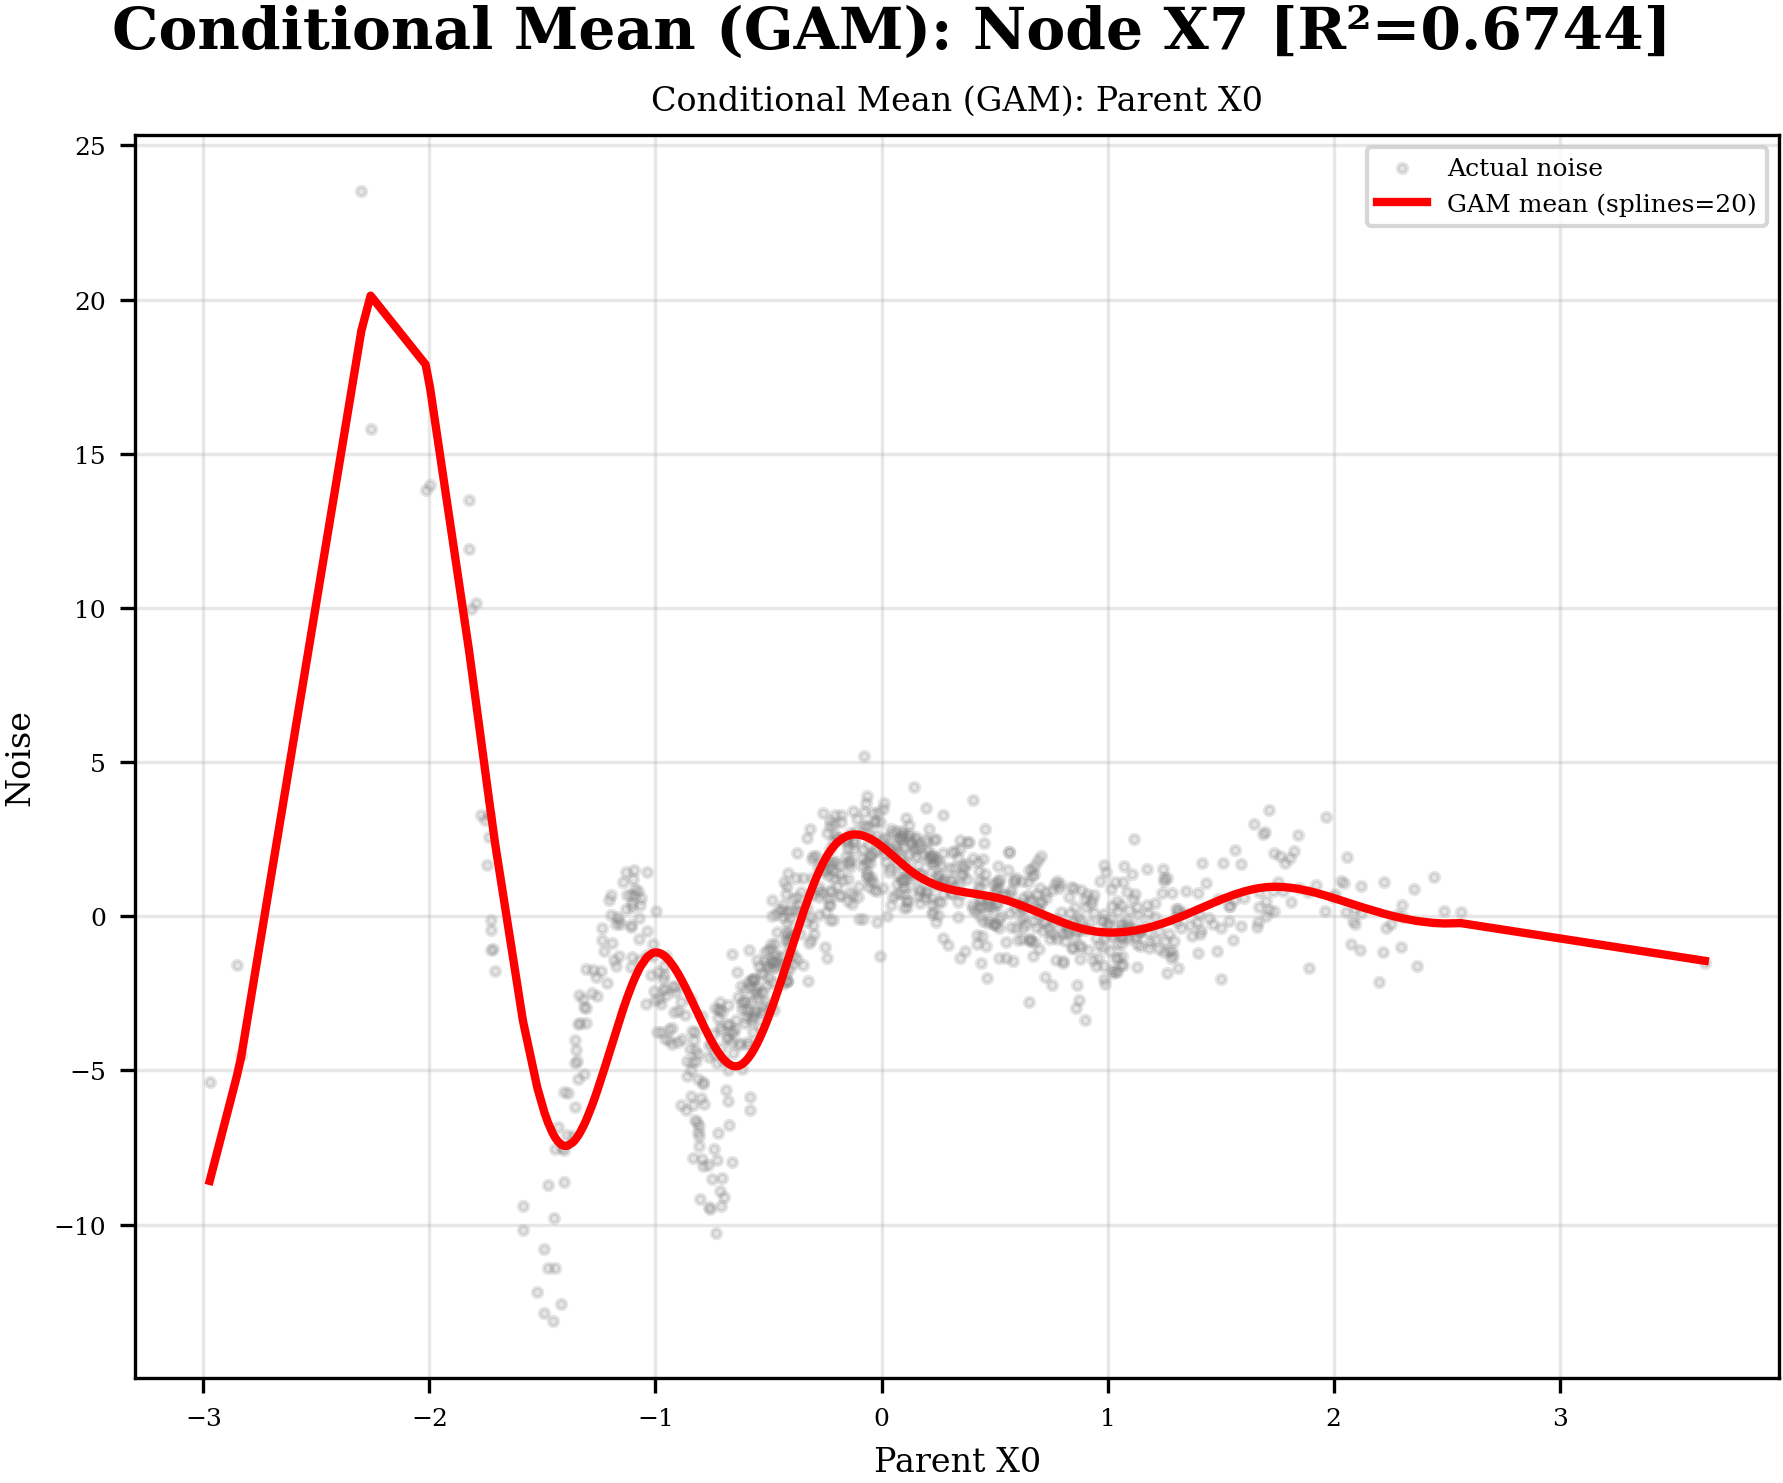 Conditional Mean (GAM): Node X7 [R²=0.6744]
Conditional Mean (GAM): Parent X0
Actual noise
GAM mean (splines=20)
Noise
25
20
15
10
5
0
−5
−10
−3
−2
−1
0
1
2
3
Parent X0